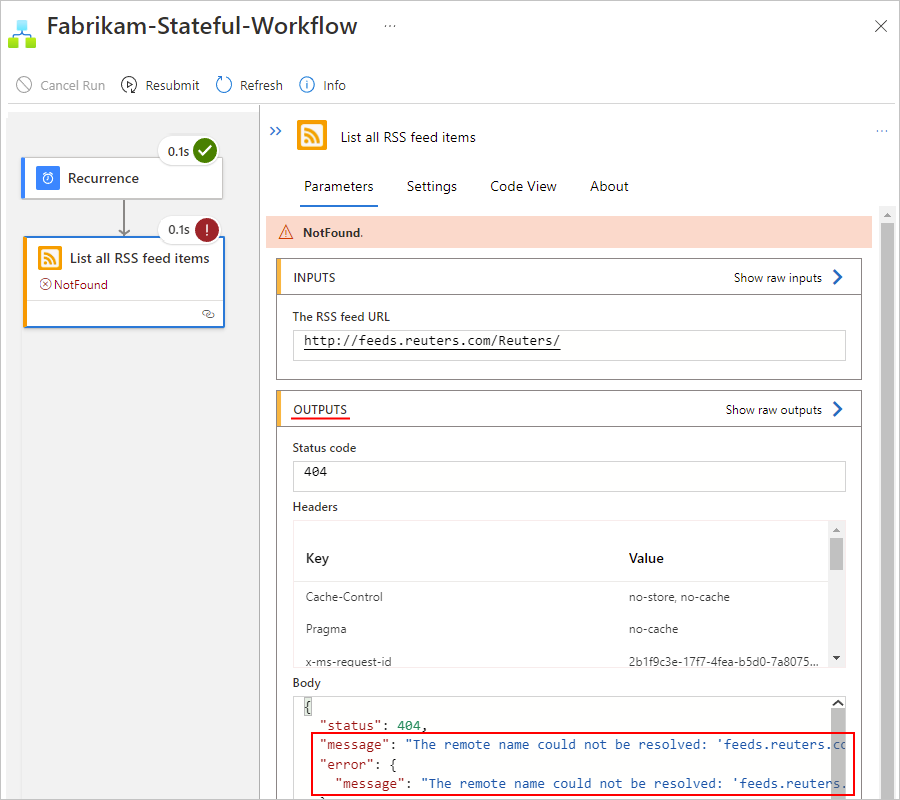 Fabrikam-Stateful-Workflow ...
Cancel Run Resubmit Refresh Info
0.1s
Recurrence
0.1s
List all RSS feed items
NotFound
List all RSS feed items ...
Parameters Settings Code View About
NotFound.
INPUTS Show raw inputs
The RSS feed URL
http://feeds.reuters.com/Reuters/
OUTPUTS Show raw outputs
Status code
404
Headers
Key Value
Cache-Control no-store, no-cache
Pragma no-cache
x-ms-request-id 2b1f9c3e-17f7-4fea-b5d0-7a8075...
Body
{
"status": 404,
"message": "The remote name could not be resolved: 'feeds.reuters.co
"error": {
"message": "The remote name could not be resolved: 'feeds.reuters.